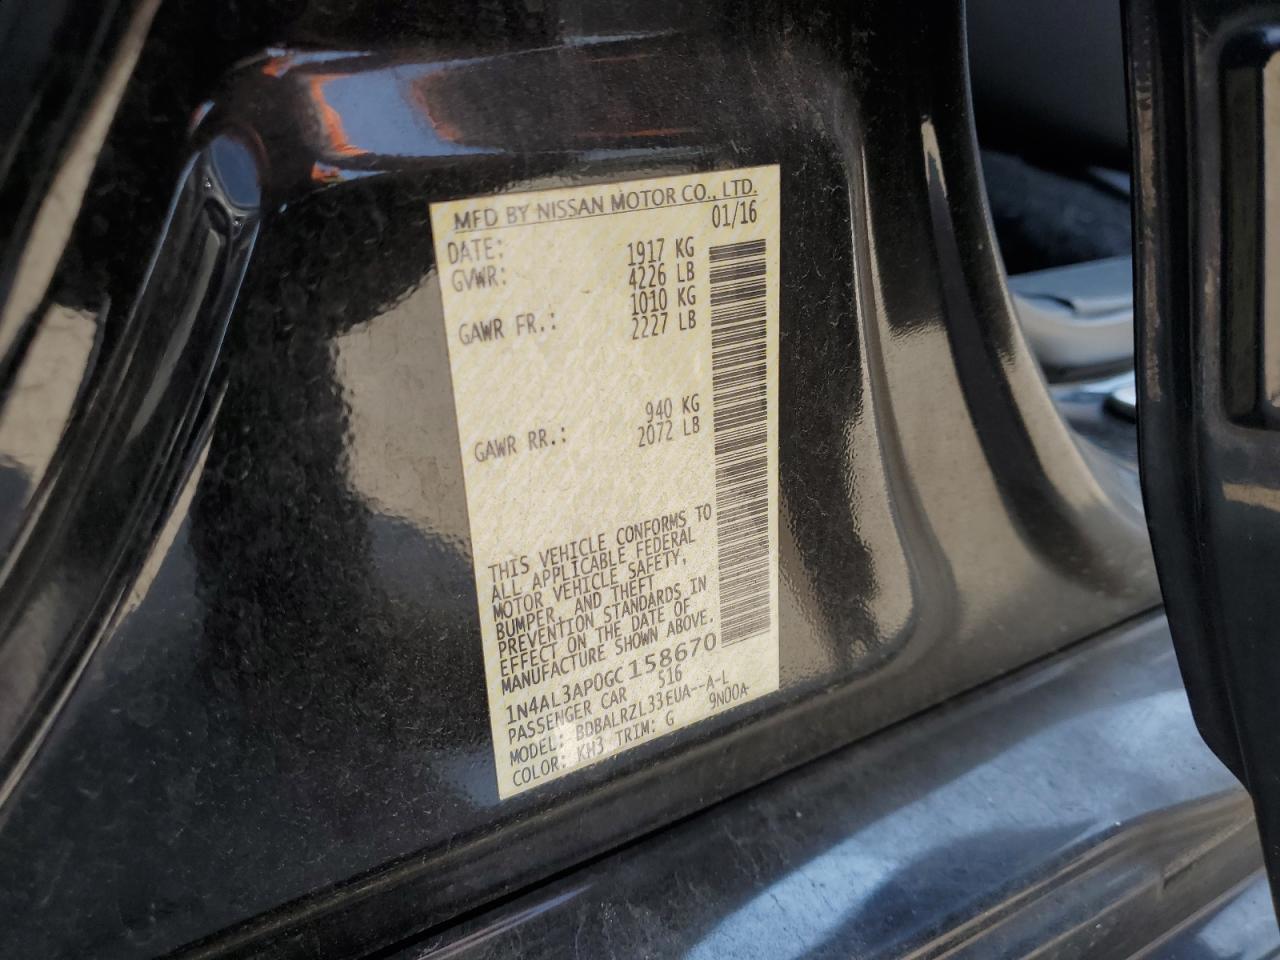 MFD BY NISSAN MOTOR CO., LTD.
DATE: 01/16
GVWR: 1917 KG
4226 LB
GAWR FR.: 1010 KG
2227 LB
GAWR RR.: 940 KG
2072 LB
THIS VEHICLE CONFORMS TO
ALL APPLICABLE FEDERAL
MOTOR VEHICLE SAFETY,
BUMPER, AND THEFT
PREVENTION STANDARDS IN
EFFECT ON THE DATE OF
MANUFACTURE SHOWN ABOVE.
1N4AL3AP0GC158670
PASSENGER CAR 516
MODEL: BDBALRZL33EUA--A-L
COLOR: KH3 TRIM: G 9N00A